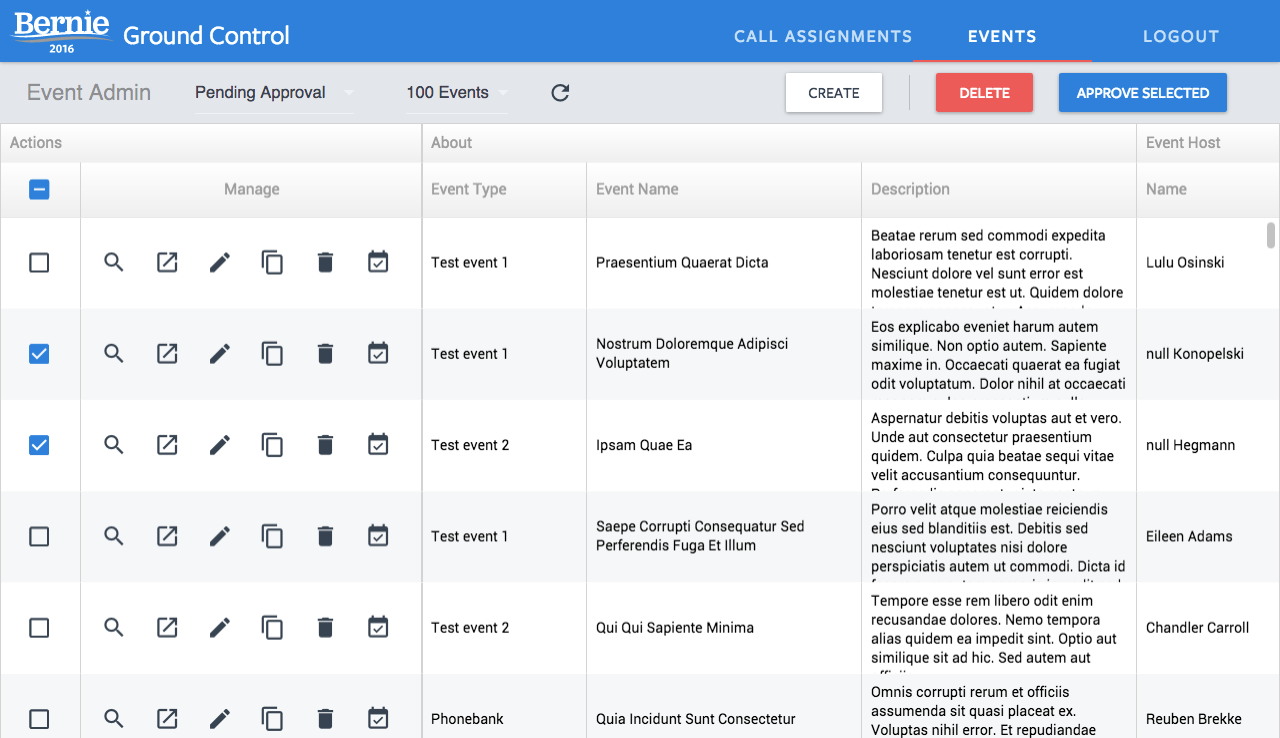 Bernie
2016
Ground Control
CALL ASSIGNMENTS
EVENTS
LOGOUT
Event Admin
Pending Approval
100 Events
CREATE
DELETE
APPROVE SELECTED
Actions
About
Event Host
Manage
Event Type
Event Name
Description
Name
Test event 1
Praesentium Quaerat Dicta
Beatae rerum sed commodi expedita
laboriosam tenetur est corrupti.
Nesciunt dolore vel sunt error est
molestiae tenetur est ut. Quidem dolore
Lulu Osinski
Test event 1
Nostrum Doloremque Adipisci
Voluptatem
Eos explicabo eveniet harum autem
similique. Non optio autem. Sapiente
maxime in. Occaecati quaerat ea fugiat
odit voluptatum. Dolor nihil at occaecati
null Konopelski
Test event 2
Ipsam Quae Ea
Aspernatur debitis voluptas aut et vero.
Unde aut consectetur praesentium
quidem. Culpa quia beatae sequi vitae
velit accusantium consequuntur.
null Hegmann
Test event 1
Saepe Corrupti Consequatur Sed
Perferendis Fuga Et Illum
Porro velit atque molestiae reiciendis
eius sed blanditiis est. Debitis sed
nesciunt voluptates nisi dolore
perspiciatis autem ut commodi. Dicta id
Eileen Adams
Test event 2
Qui Qui Sapiente Minima
Tempore esse rem libero odit enim
recusandae dolores. Nemo tempora
alias quidem ea impedit sint. Optio aut
similique sit ad hic. Sed autem aut
Chandler Carroll
Phonebank
Quia Incidunt Sunt Consectetur
Omnis corrupti rerum et officiis
assumenda sit quasi placeat ex.
Voluptas nihil error. Et repudiandae
Reuben Brekke